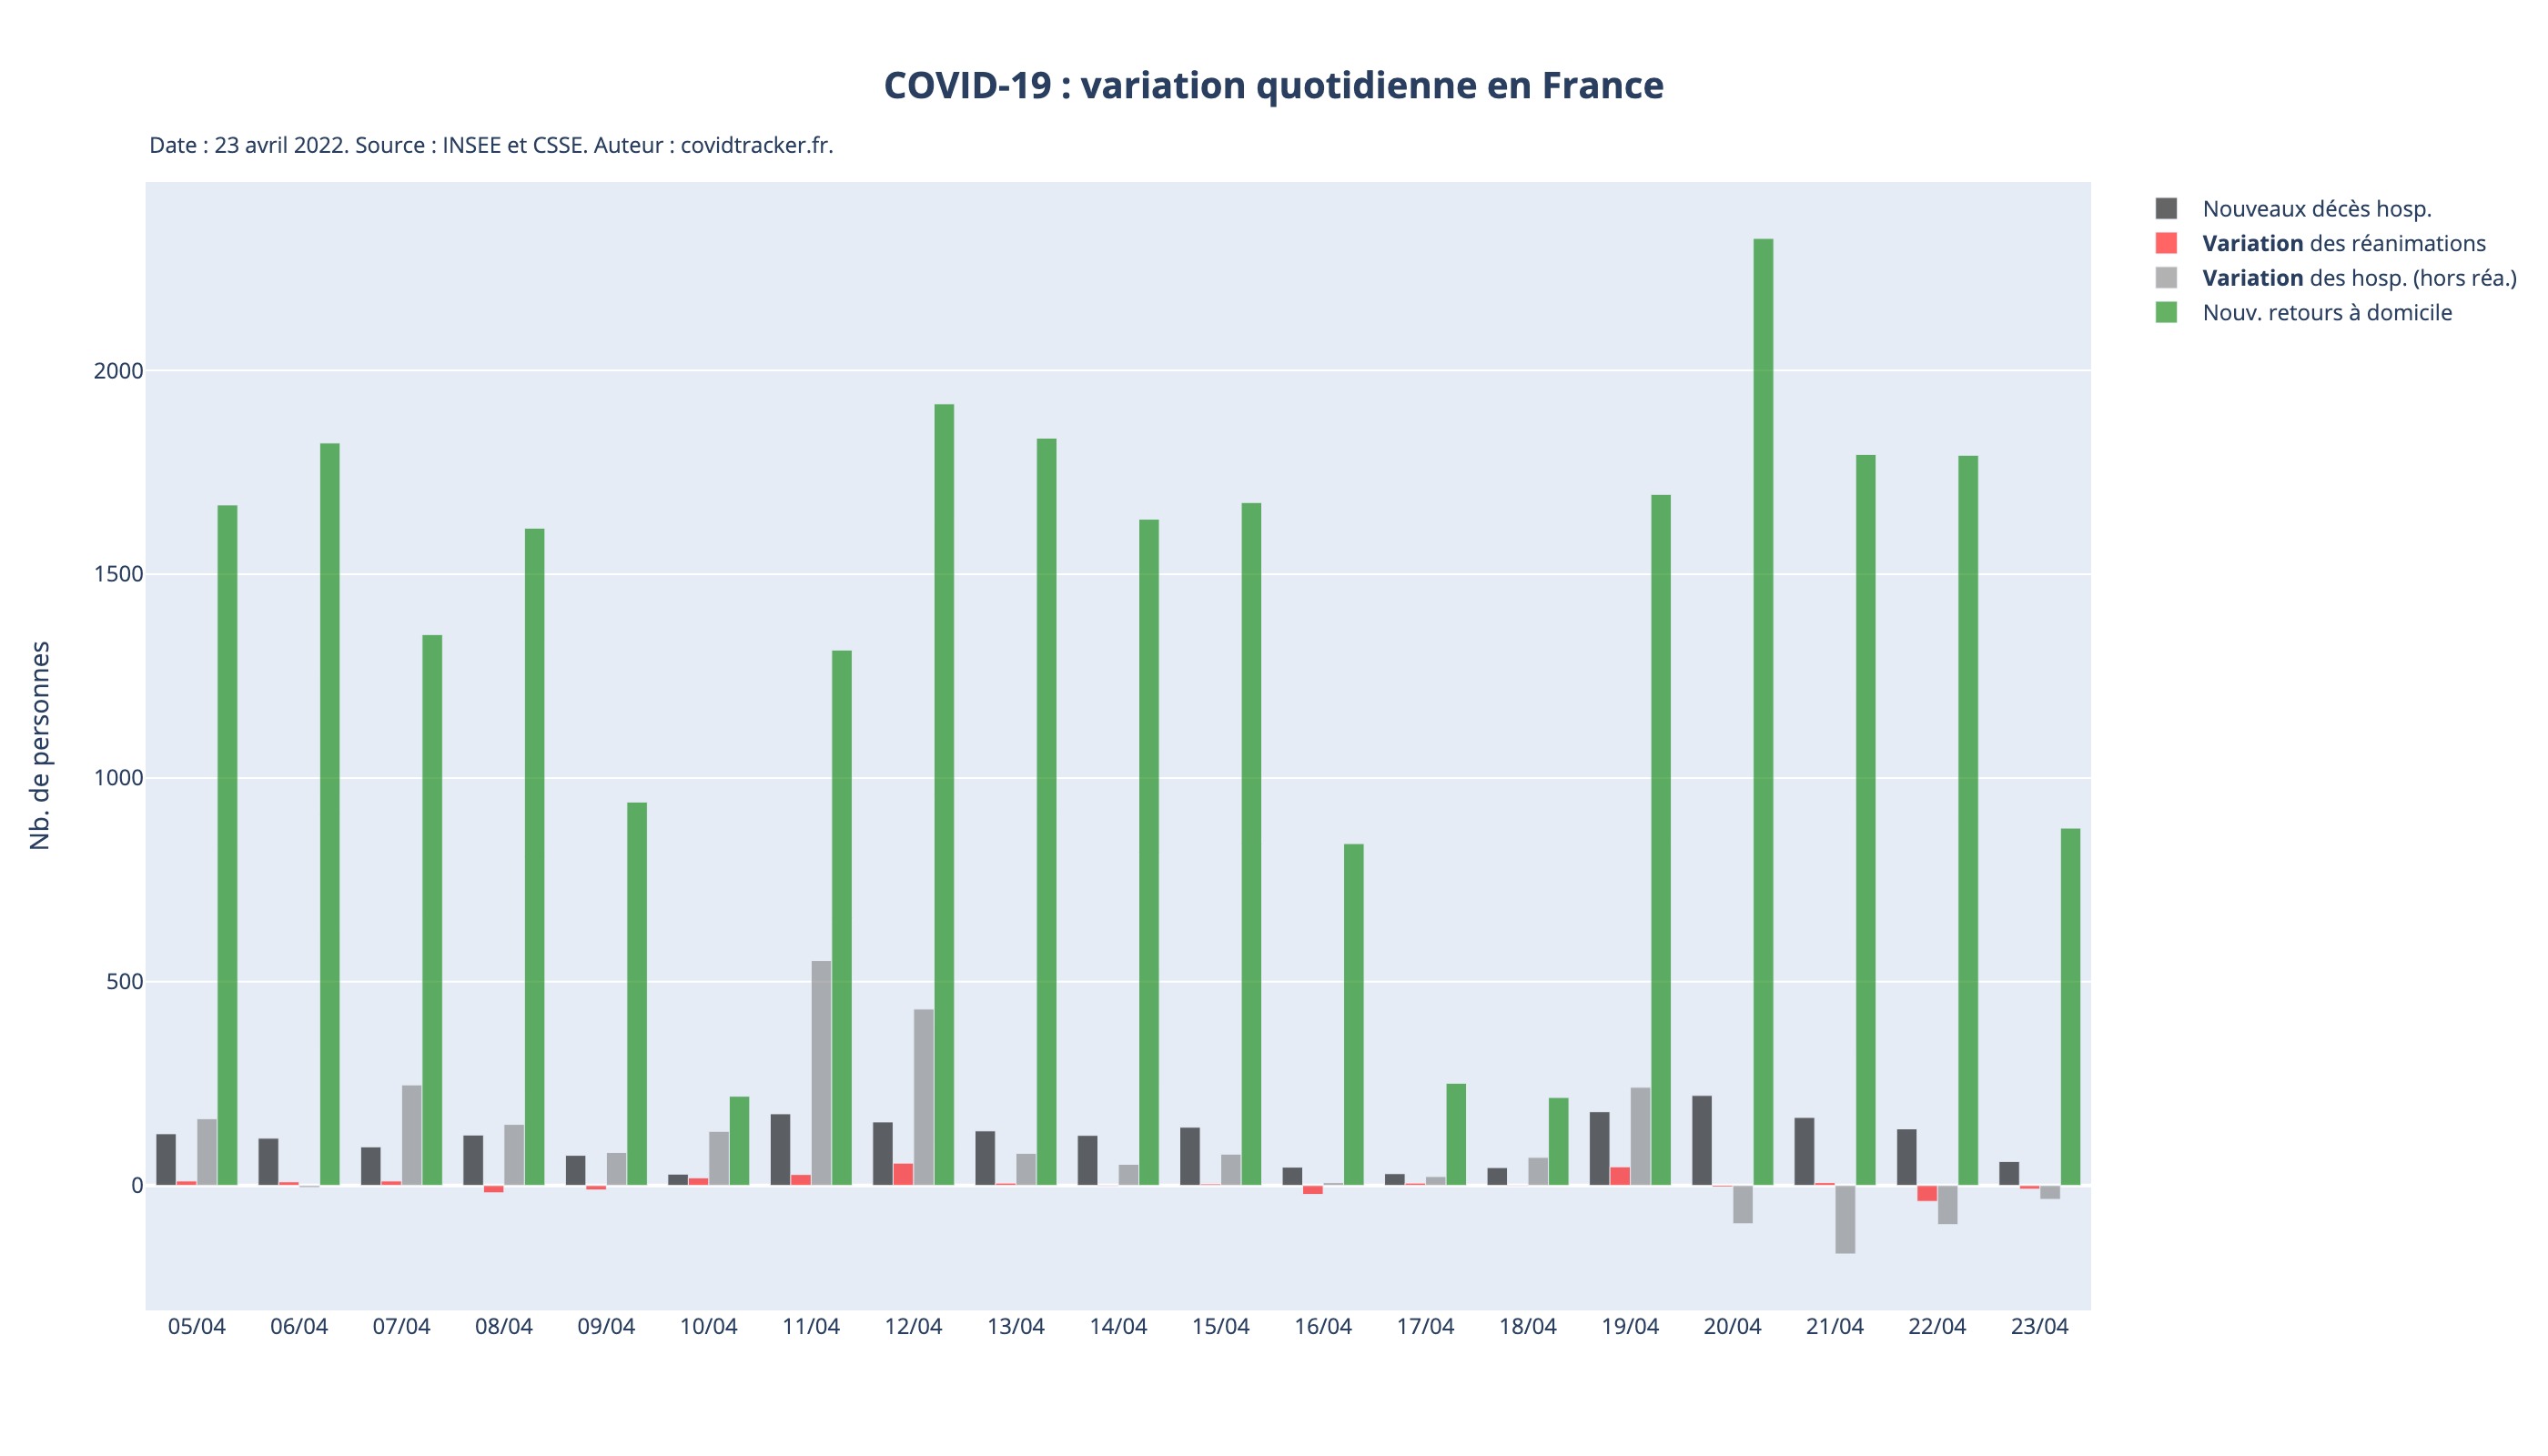 COVID-19 : variation quotidienne en France
Date : 23 avril 2022. Source : INSEE et CSSE. Auteur : covidtracker.fr.
Nouveaux décès hosp.
Variation des réanimations
Variation des hosp. (hors réa.)
Nouv. retours à domicile
Nb. de personnes
2000
1500
1000
500
0
05/04 06/04 07/04 08/04 09/04 10/04 11/04 12/04 13/04 14/04 15/04 16/04 17/04 18/04 19/04 20/04 21/04 22/04 23/04